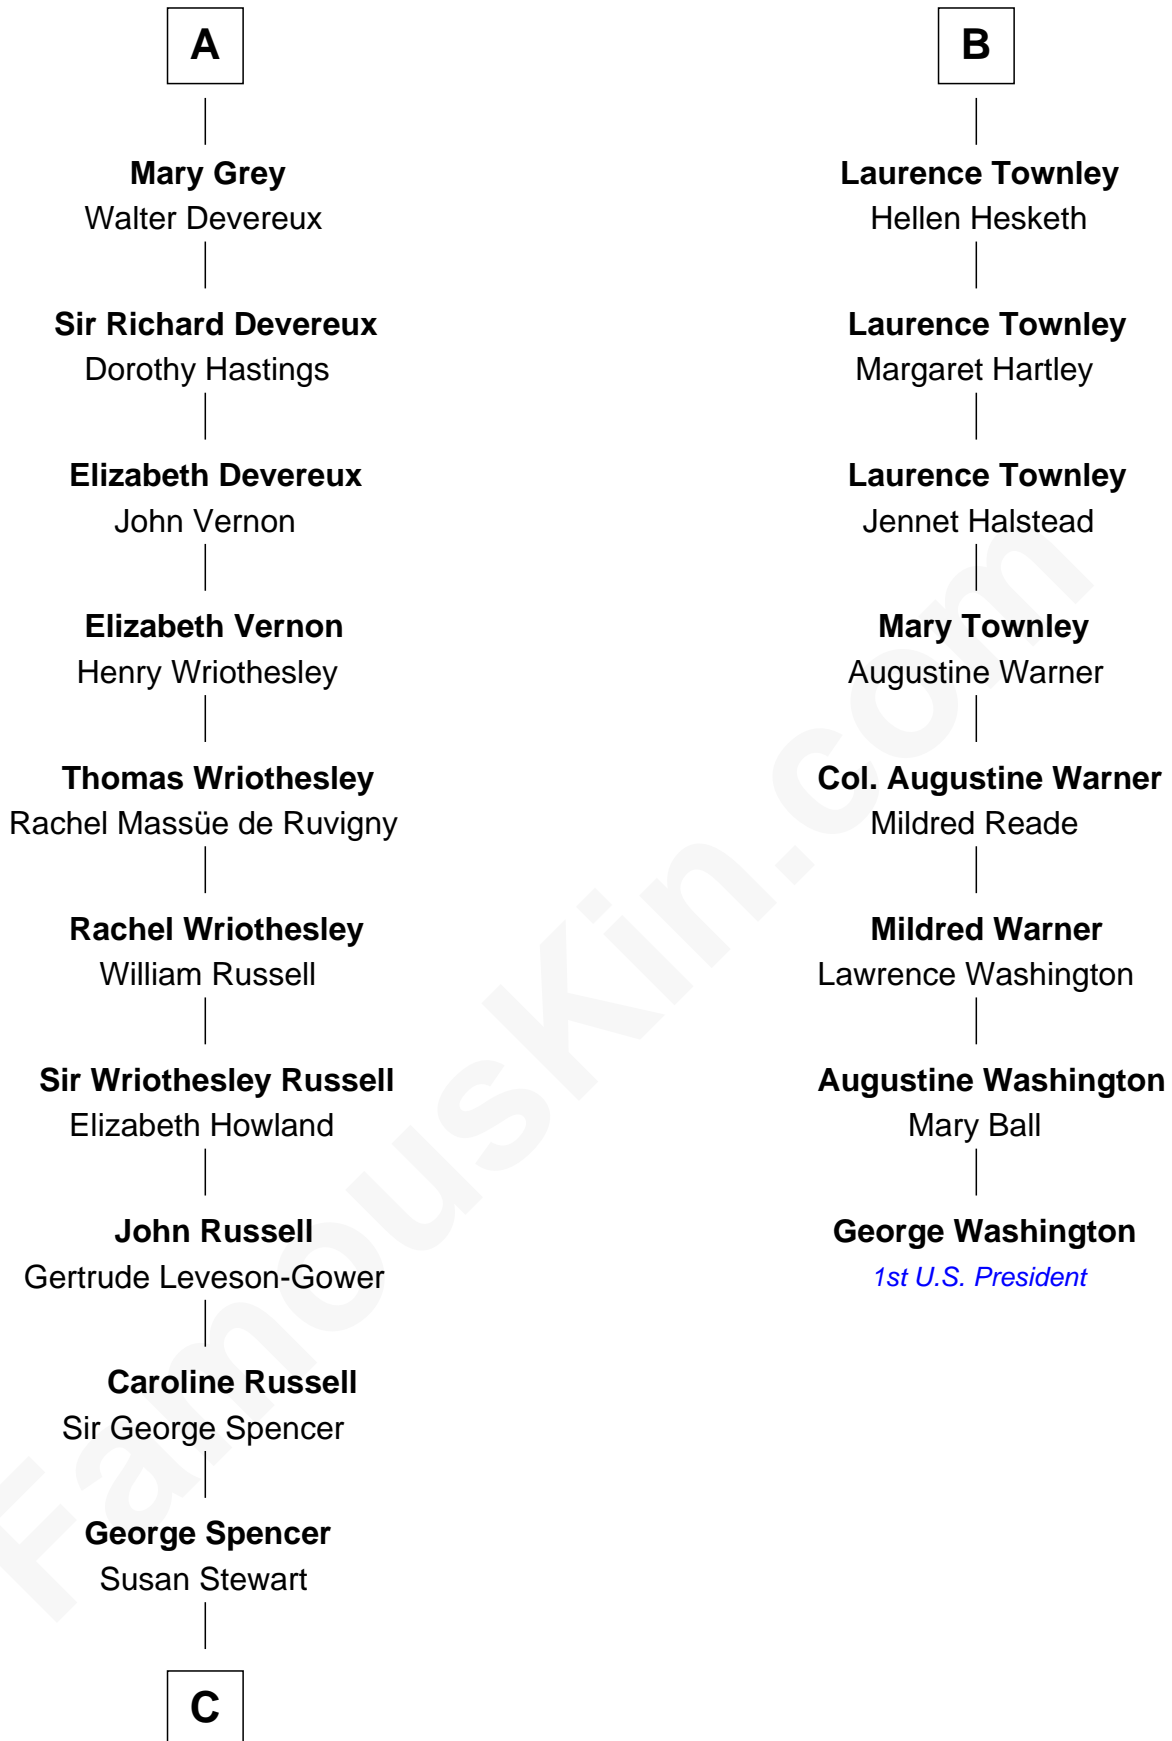 A
Mary Grey
Walter Devereux
Sir Richard Devereux
Dorothy Hastings
Elizabeth Devereux
John Vernon
Elizabeth Vernon
Henry Wriothesley
Thomas Wriothesley
Rachel Massüe de Ruvigny
Rachel Wriothesley
William Russell
Sir Wriothesley Russell
Elizabeth Howland
John Russell
Gertrude Leveson-Gower
Caroline Russell
Sir George Spencer
George Spencer
Susan Stewart
C
B
Laurence Townley
Hellen Hesketh
Laurence Townley
Margaret Hartley
Laurence Townley
Jennet Halstead
Mary Townley
Augustine Warner
Col. Augustine Warner
Mildred Reade
Mildred Warner
Lawrence Washington
Augustine Washington
Mary Ball
George Washington
1st U.S. President
FamousKin.com